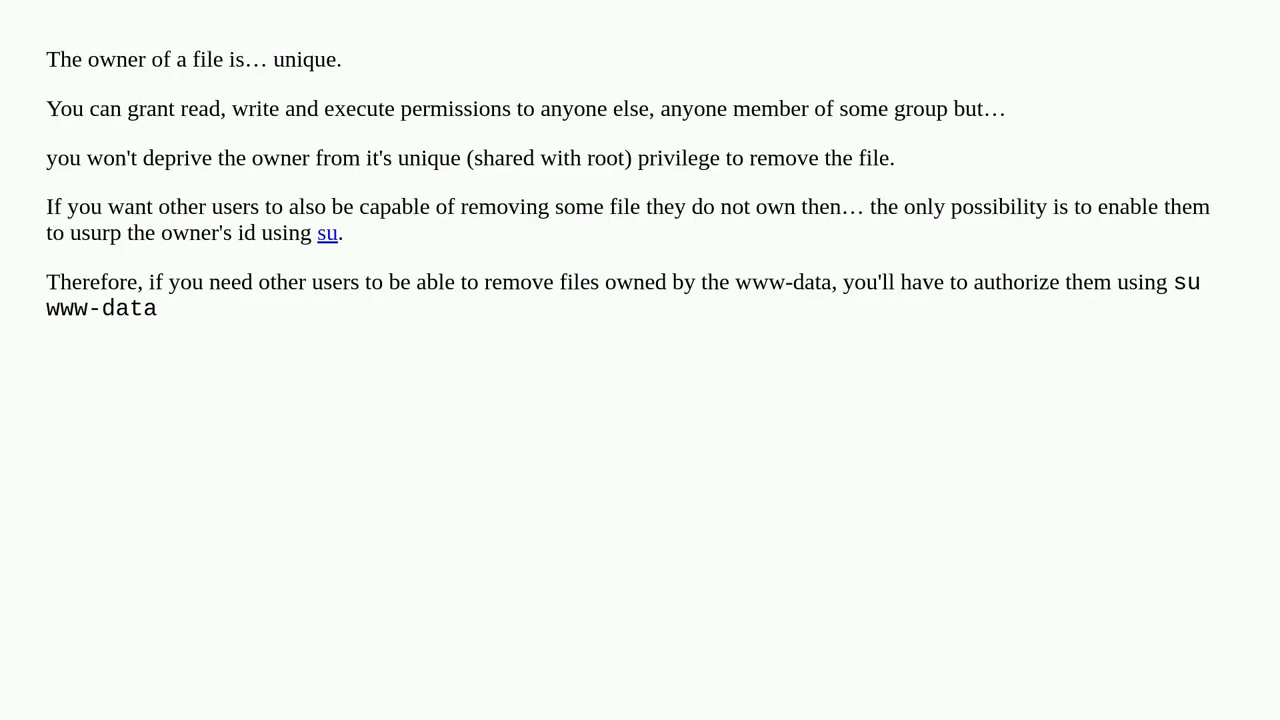 The owner of a file is… unique.
You can grant read, write and execute permissions to anyone else, anyone member of some group but…
you won't deprive the owner from it's unique (shared with root) privilege to remove the file.
If you want other users to also be capable of removing some file they do not own then… the only possibility is to enable them
to usurp the owner's id using su.
Therefore, if you need other users to be able to remove files owned by the www-data, you'll have to authorize them using su
www-data